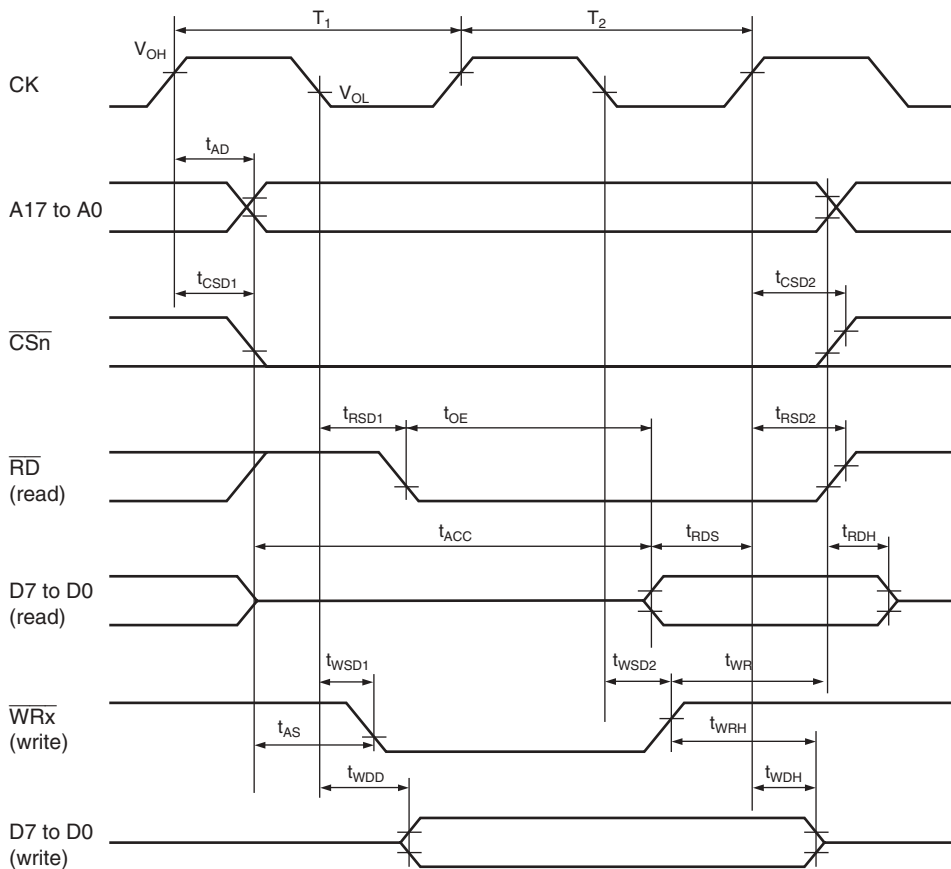 T1 T2
VOH
CK
VOL
tAD
A17 to A0
tCSD1 tCSD2
CSn
tRSD1 tOE tRSD2
RD
(read)
tACC tRDS tRDH
D7 to D0
(read)
tWSD1 tWSD2 tWR
WRx
(write)
tAS tWRH
tWDD tWDH
D7 to D0
(write)